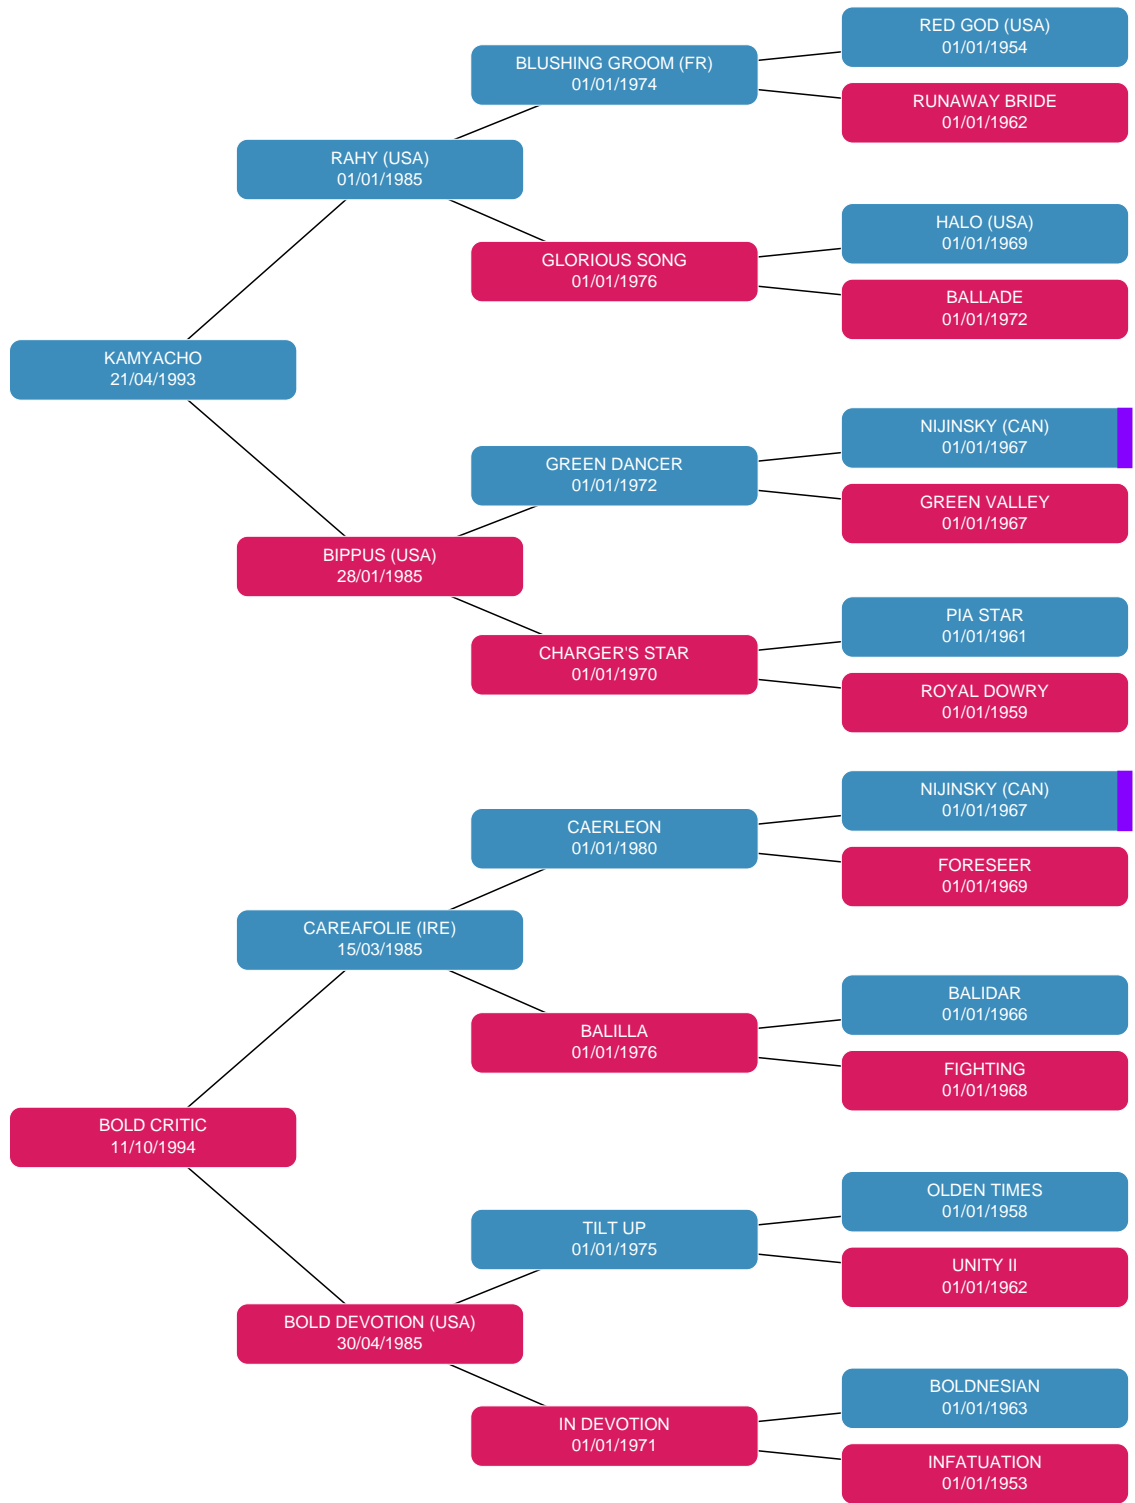 RED GOD (USA)
01/01/1954
BLUSHING GROOM (FR)
01/01/1974
RUNAWAY BRIDE
01/01/1962
RAHY (USA)
01/01/1985
HALO (USA)
01/01/1969
GLORIOUS SONG
01/01/1976
BALLADE
01/01/1972
KAMYACHO
21/04/1993
NIJINSKY (CAN)
01/01/1967
GREEN DANCER
01/01/1972
GREEN VALLEY
01/01/1967
BIPPUS (USA)
28/01/1985
PIA STAR
01/01/1961
CHARGER'S STAR
01/01/1970
ROYAL DOWRY
01/01/1959
NIJINSKY (CAN)
01/01/1967
CAERLEON
01/01/1980
FORESEER
01/01/1969
CAREAFOLIE (IRE)
15/03/1985
BALIDAR
01/01/1966
BALILLA
01/01/1976
FIGHTING
01/01/1968
BOLD CRITIC
11/10/1994
OLDEN TIMES
01/01/1958
TILT UP
01/01/1975
UNITY II
01/01/1962
BOLD DEVOTION (USA)
30/04/1985
BOLDNESIAN
01/01/1963
IN DEVOTION
01/01/1971
INFATUATION
01/01/1953